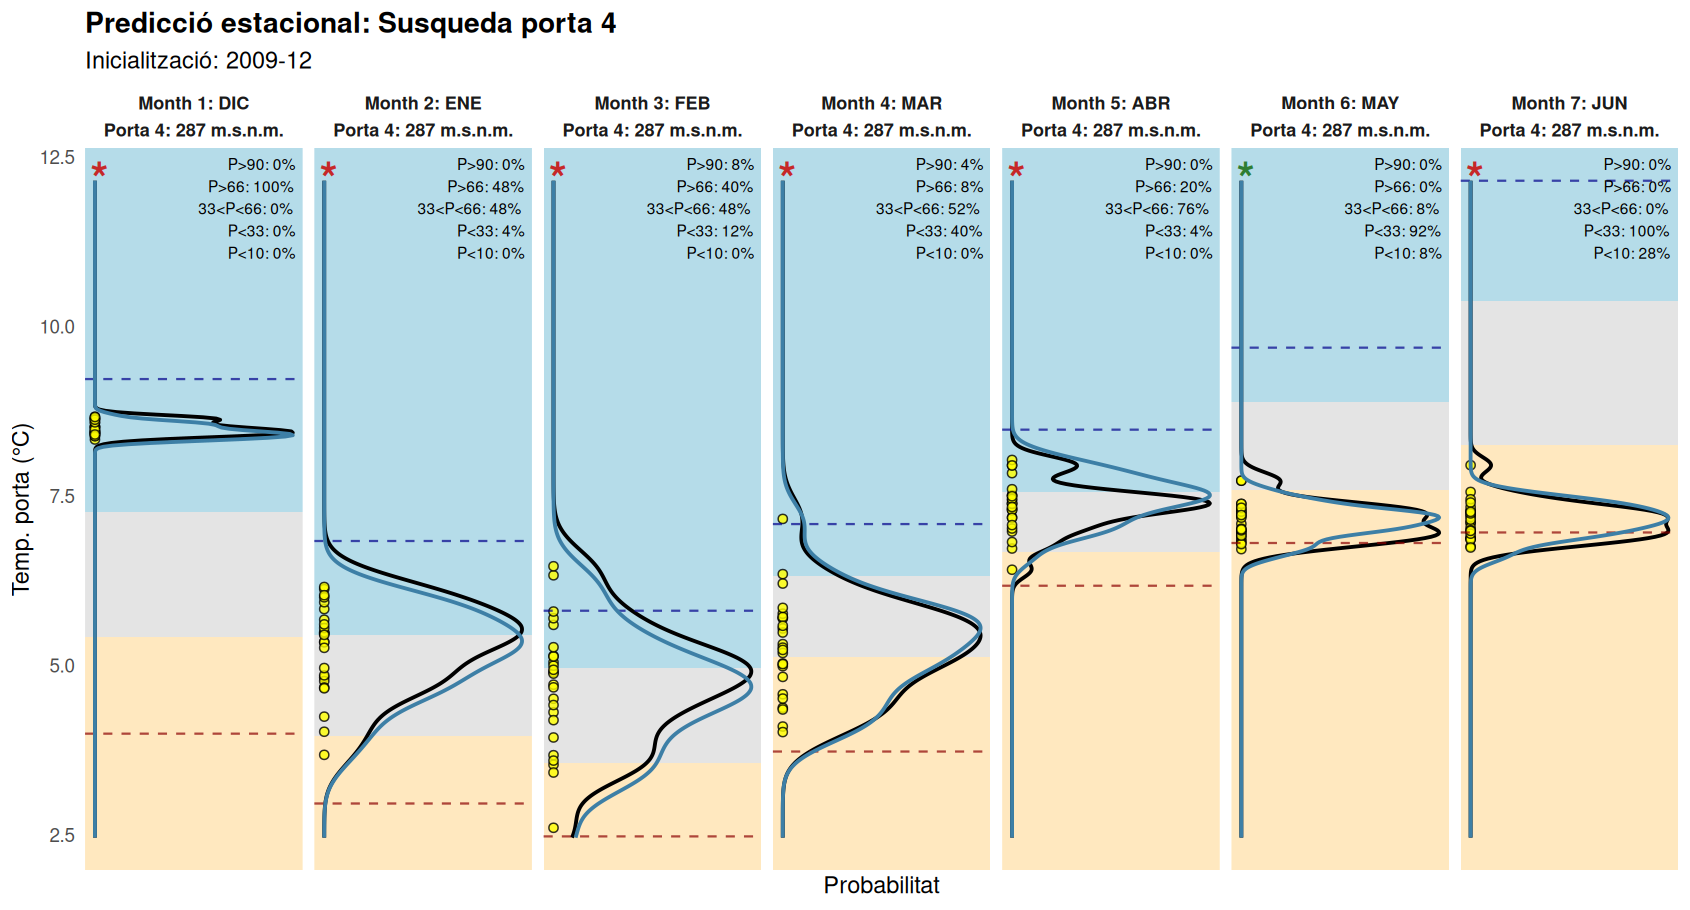 Predicció estacional: Susqueda porta 4
Inicialització: 2009-12
Month 1: DIC
Porta 4: 287 m.s.n.m.
Month 2: ENE
Porta 4: 287 m.s.n.m.
Month 3: FEB
Porta 4: 287 m.s.n.m.
Month 4: MAR
Porta 4: 287 m.s.n.m.
Month 5: ABR
Porta 4: 287 m.s.n.m.
Month 6: MAY
Porta 4: 287 m.s.n.m.
Month 7: JUN
Porta 4: 287 m.s.n.m.
*
P>90: 0%
P>66: 100%
33<P<66: 0%
P<33: 0%
P<10: 0%
*
P>90: 0%
P>66: 48%
33<P<66: 48%
P<33: 4%
P<10: 0%
*
P>90: 8%
P>66: 40%
33<P<66: 48%
P<33: 12%
P<10: 0%
*
P>90: 4%
P>66: 8%
33<P<66: 52%
P<33: 40%
P<10: 0%
*
P>90: 0%
P>66: 20%
33<P<66: 76%
P<33: 4%
P<10: 0%
*
P>90: 0%
P>66: 0%
33<P<66: 8%
P<33: 92%
P<10: 8%
*
P>90: 0%
P>66: 0%
33<P<66: 0%
P<33: 100%
P<10: 28%
12.5
10.0
7.5
5.0
2.5
Temp. porta (°C)
Probabilitat